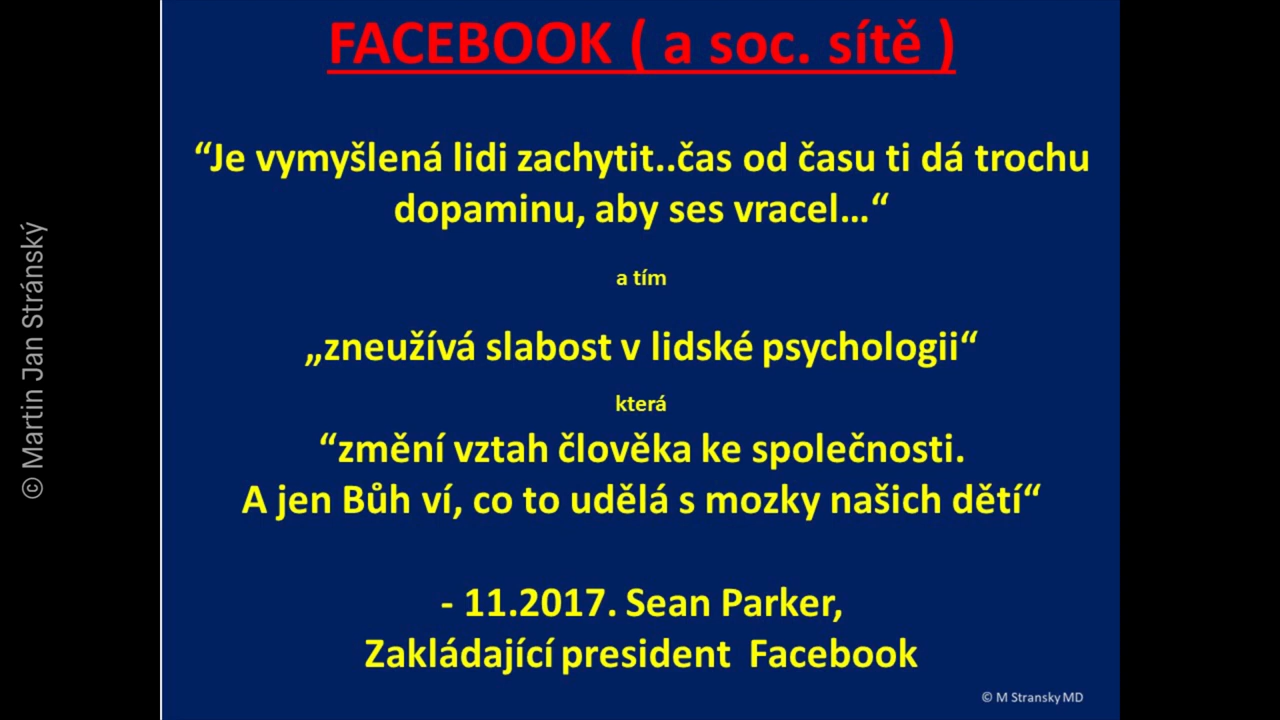 FACEBOOK ( a soc. sítě )
“Je vymyšlená lidi zachytit..čas od času ti dá trochu
dopaminu, aby ses vracel…“
a tím
„zneužívá slabost v lidské psychologii“
která
“změní vztah člověka ke společnosti.
A jen Bůh ví, co to udělá s mozky našich dětí“
- 11.2017. Sean Parker,
Zakládající president  Facebook
© M Stransky MD
© Martin Jan Stránský